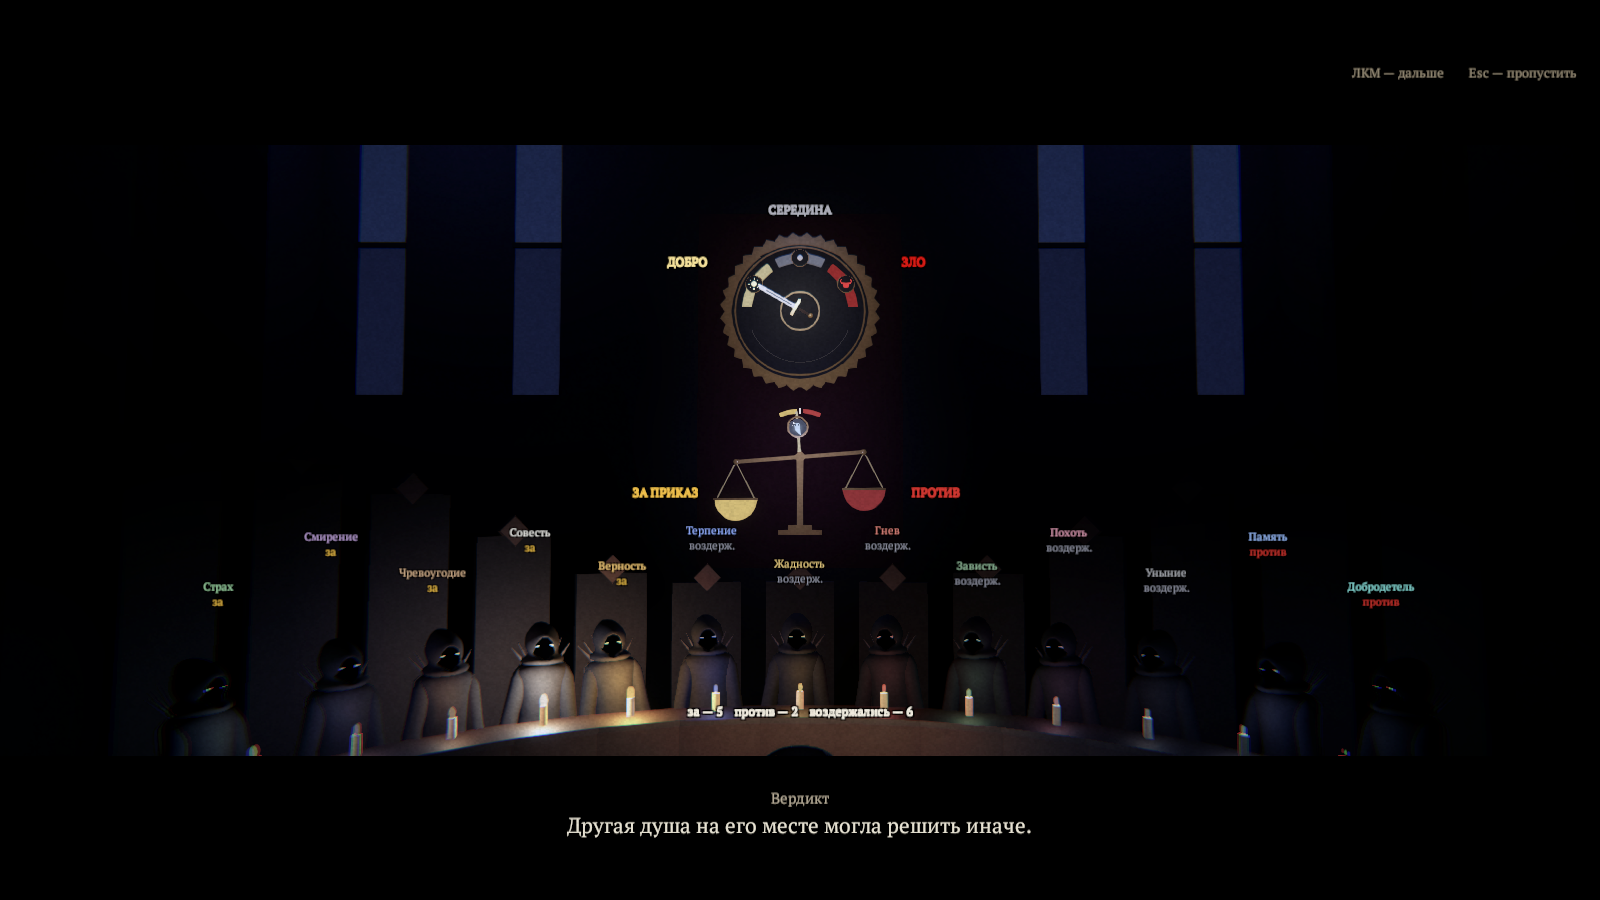 ЛКМ — дальше Esc — пропустить
СЕРЕДИНА
ДОБРО
ЗЛО
ЗА ПРИКАЗ
ПРОТИВ
Страх
за
Смирение
за
Чревоугодие
за
Совесть
за
Верность
за
Терпение
воздерж.
Жадность
воздерж.
Гнев
воздерж.
Зависть
воздерж.
Похоть
воздерж.
Уныние
воздерж.
Память
против
Добродетель
против
за — 5 против — 2 воздержались — 6
Вердикт
Другая душа на его месте могла решить иначе.